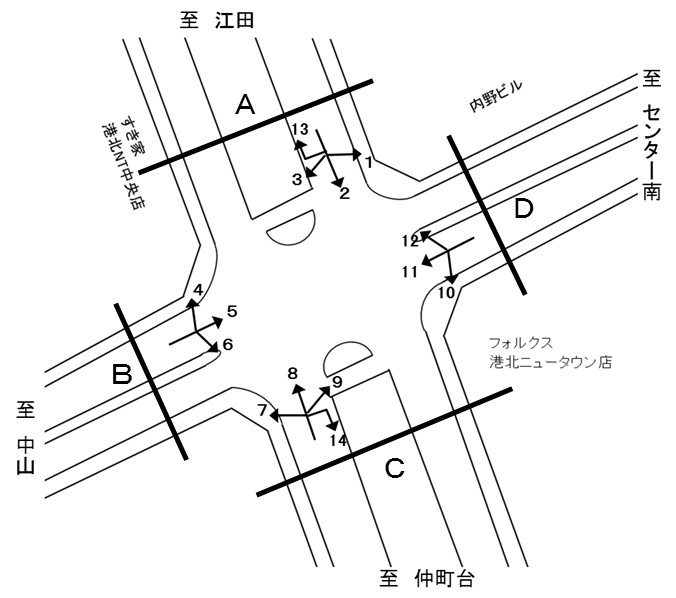 至 江田
A
すき家
港北NT中央店
内野ビル
至 センター南
13
1
3
2
D
12
11
10
4
5
6
B
至 中山
フォルクス
港北ニュータウン店
8
9
7
14
C
至 仲町台